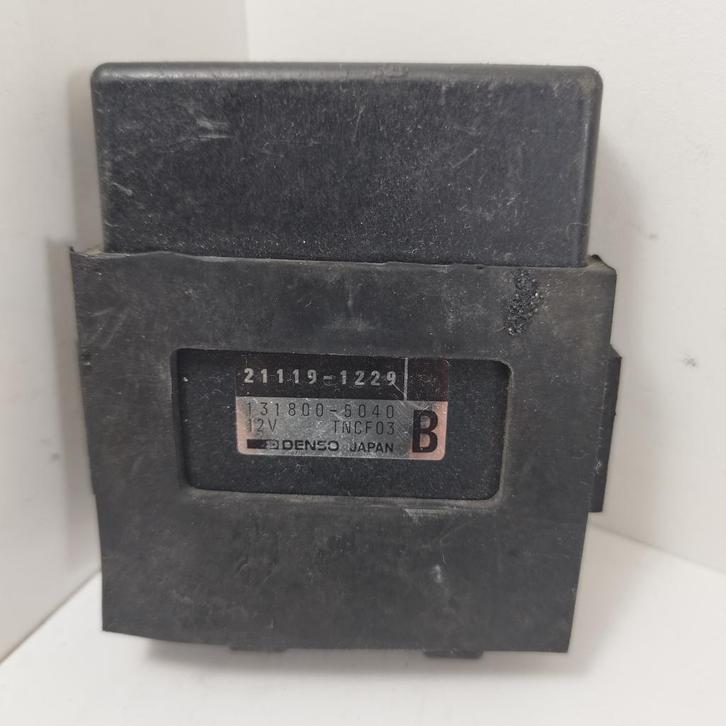 21119-1229
131800-5040
12V TNCF03 B
DENSO JAPAN